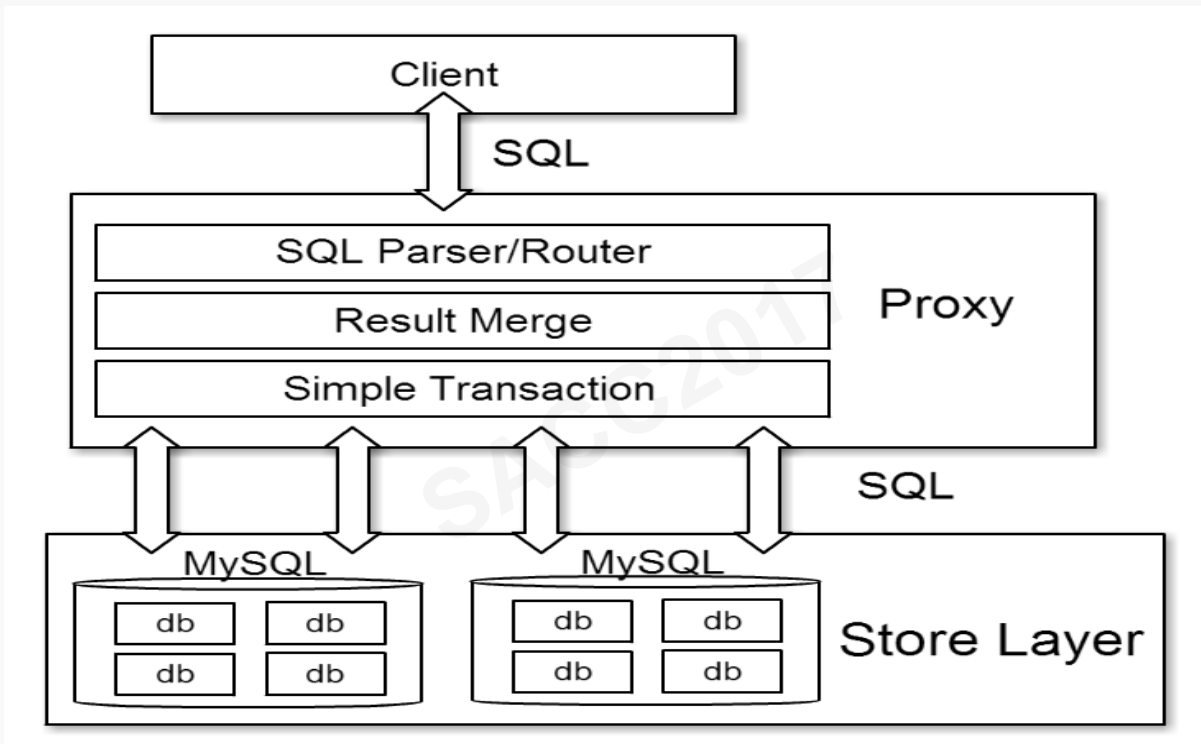 Client
SQL
SQL Parser/Router
Result Merge
Simple Transaction
Proxy
SACC2017
SQL
MySQL
MySQL
db db db db
db db db db
Store Layer